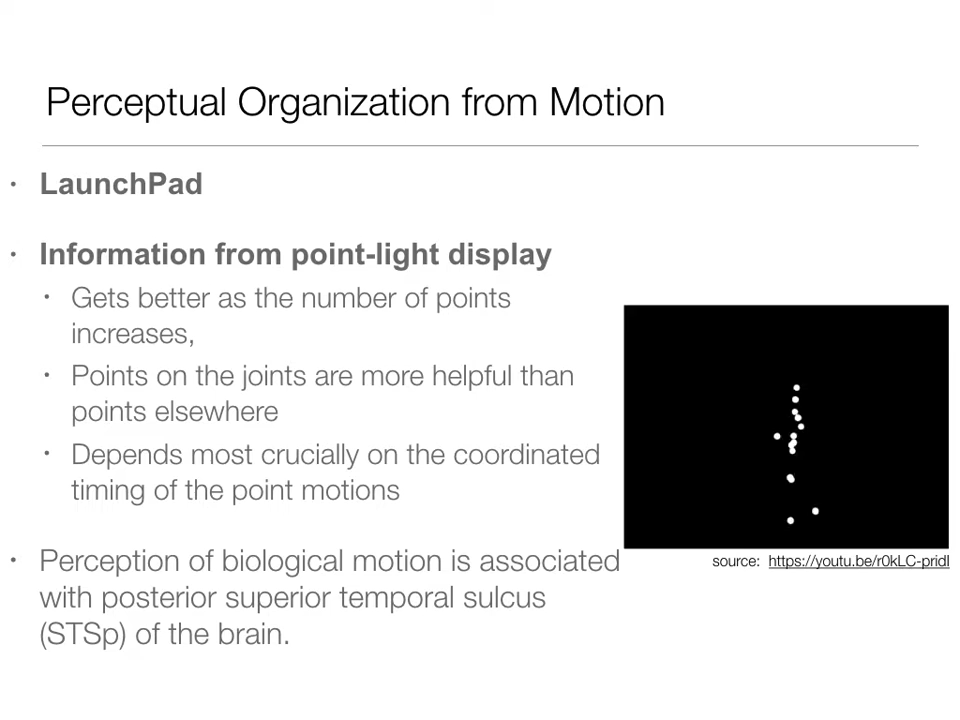 Perceptual Organization from Motion
• LaunchPad
• Information from point-light display
• Gets better as the number of points
increases,
• Points on the joints are more helpful than
points elsewhere
• Depends most crucially on the coordinated
timing of the point motions
source: https://youtu.be/r0kLC-pridI
• Perception of biological motion is associated
with posterior superior temporal sulcus
(STSp) of the brain.